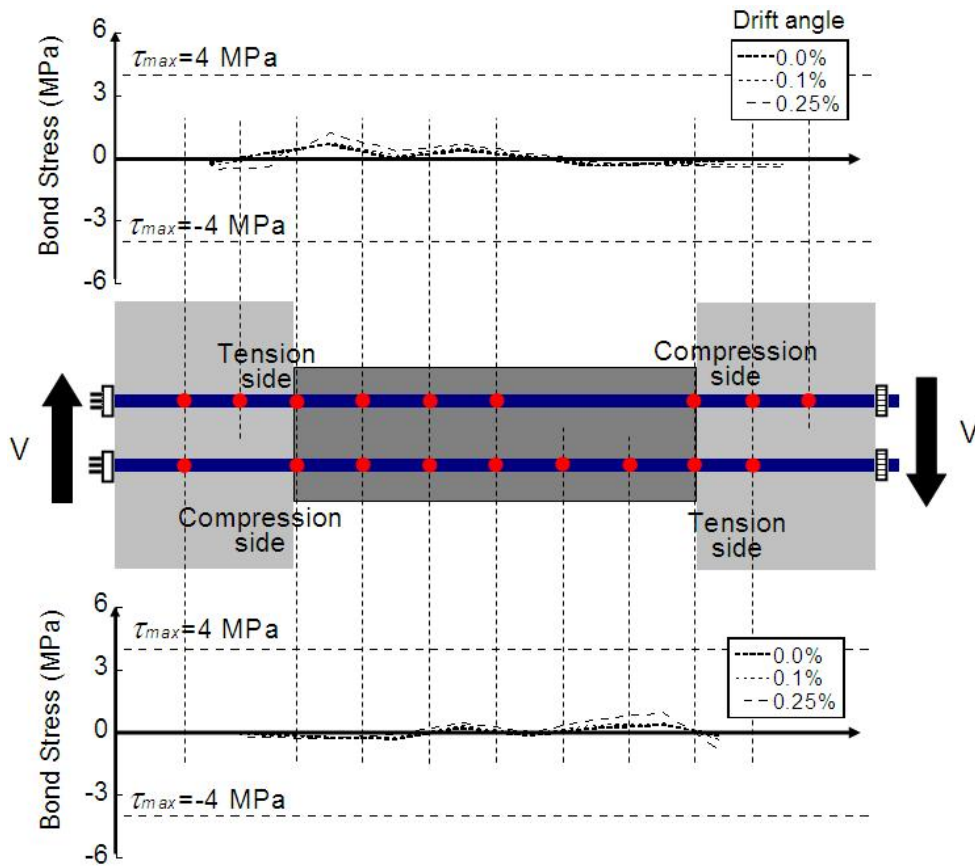 Drift angle
6
τmax=4 MPa
0.0%
0.1%
3
0.25%
0
Bond Stress (MPa)
-3
τmax=-4 MPa
-6
Tension
side
Compression
side
V
V
Compression
side
Tension
side
6
τmax=4 MPa
0.0%
3
0.1%
0.25%
0
Bond Stress (MPa)
-3
τmax=-4 MPa
-6